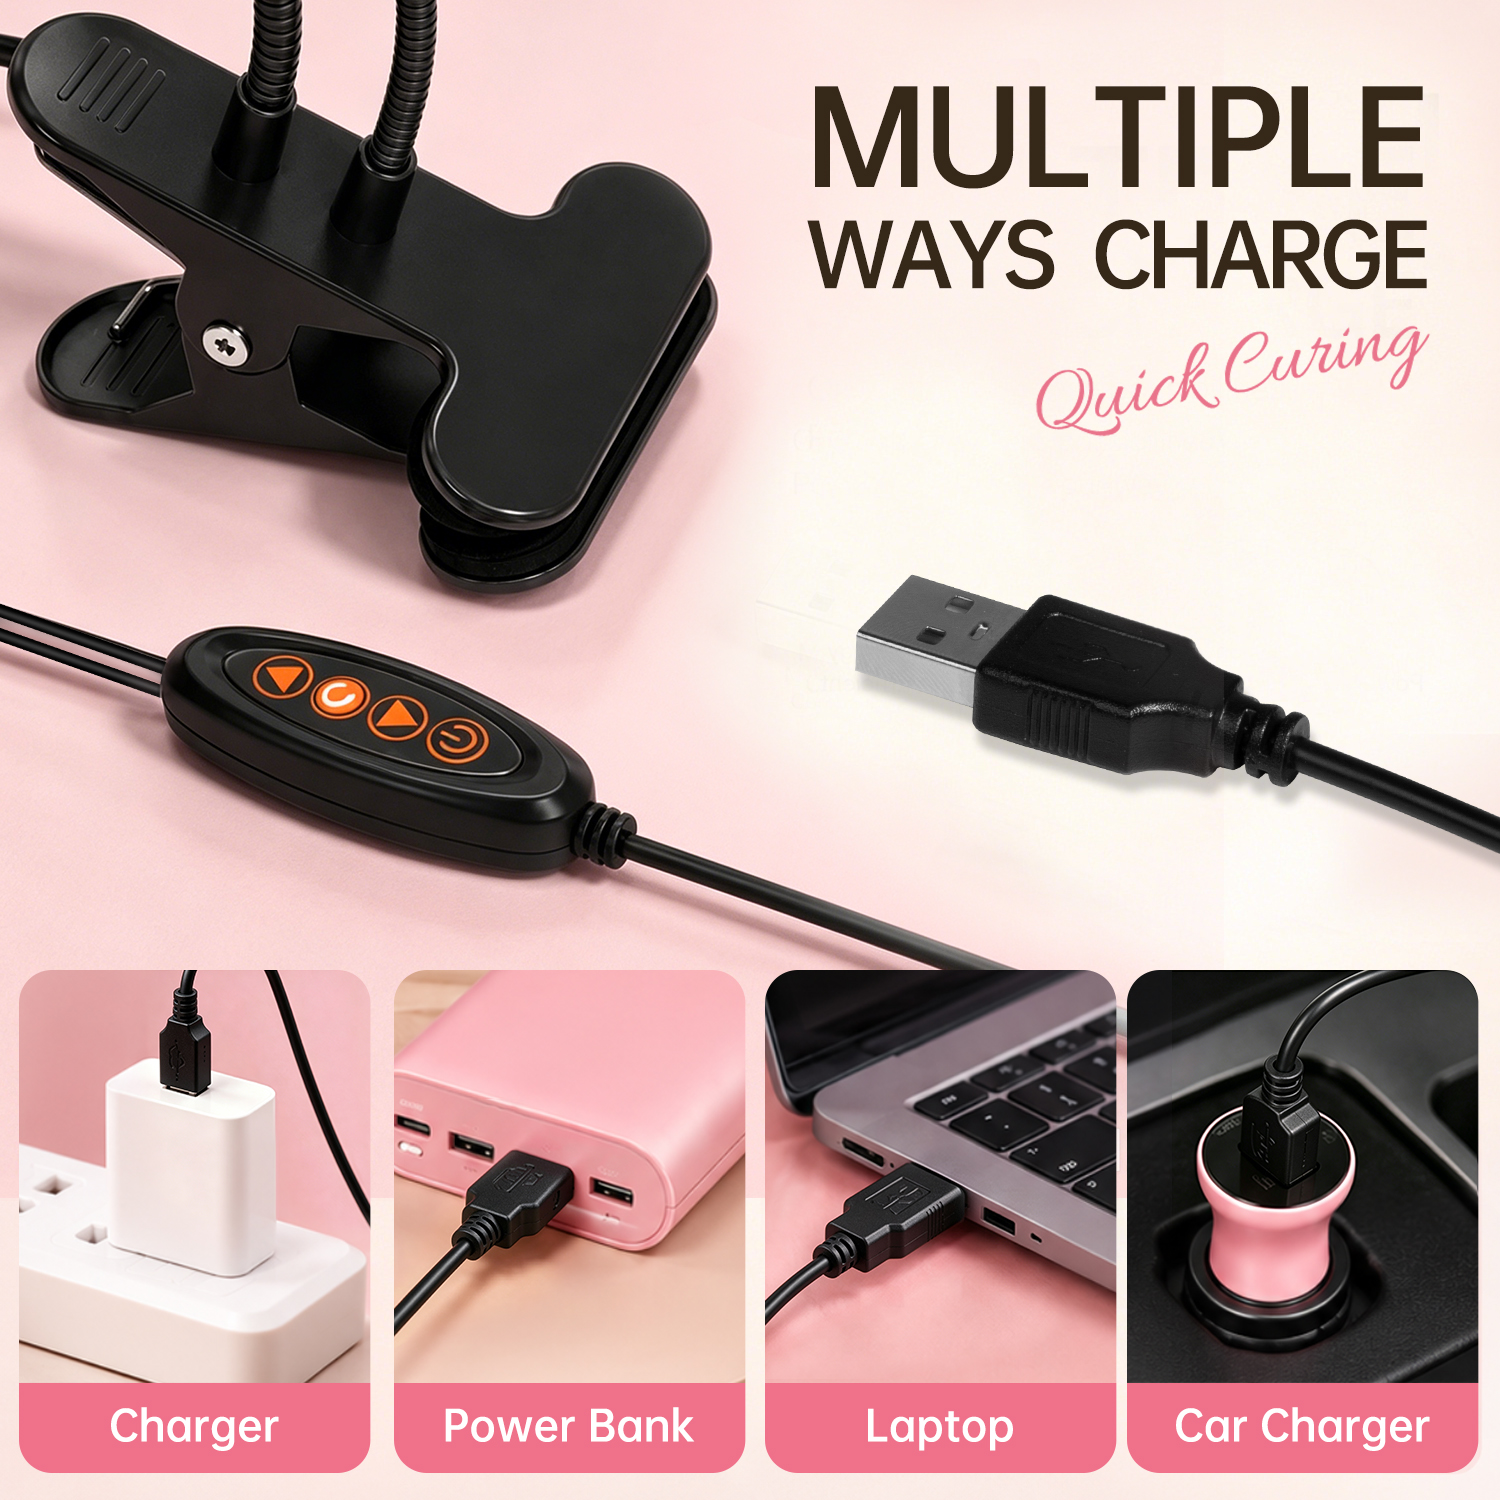 MULTIPLE
WAYS CHARGE
Quick Curing
Charger
Power Bank
Laptop
Car Charger